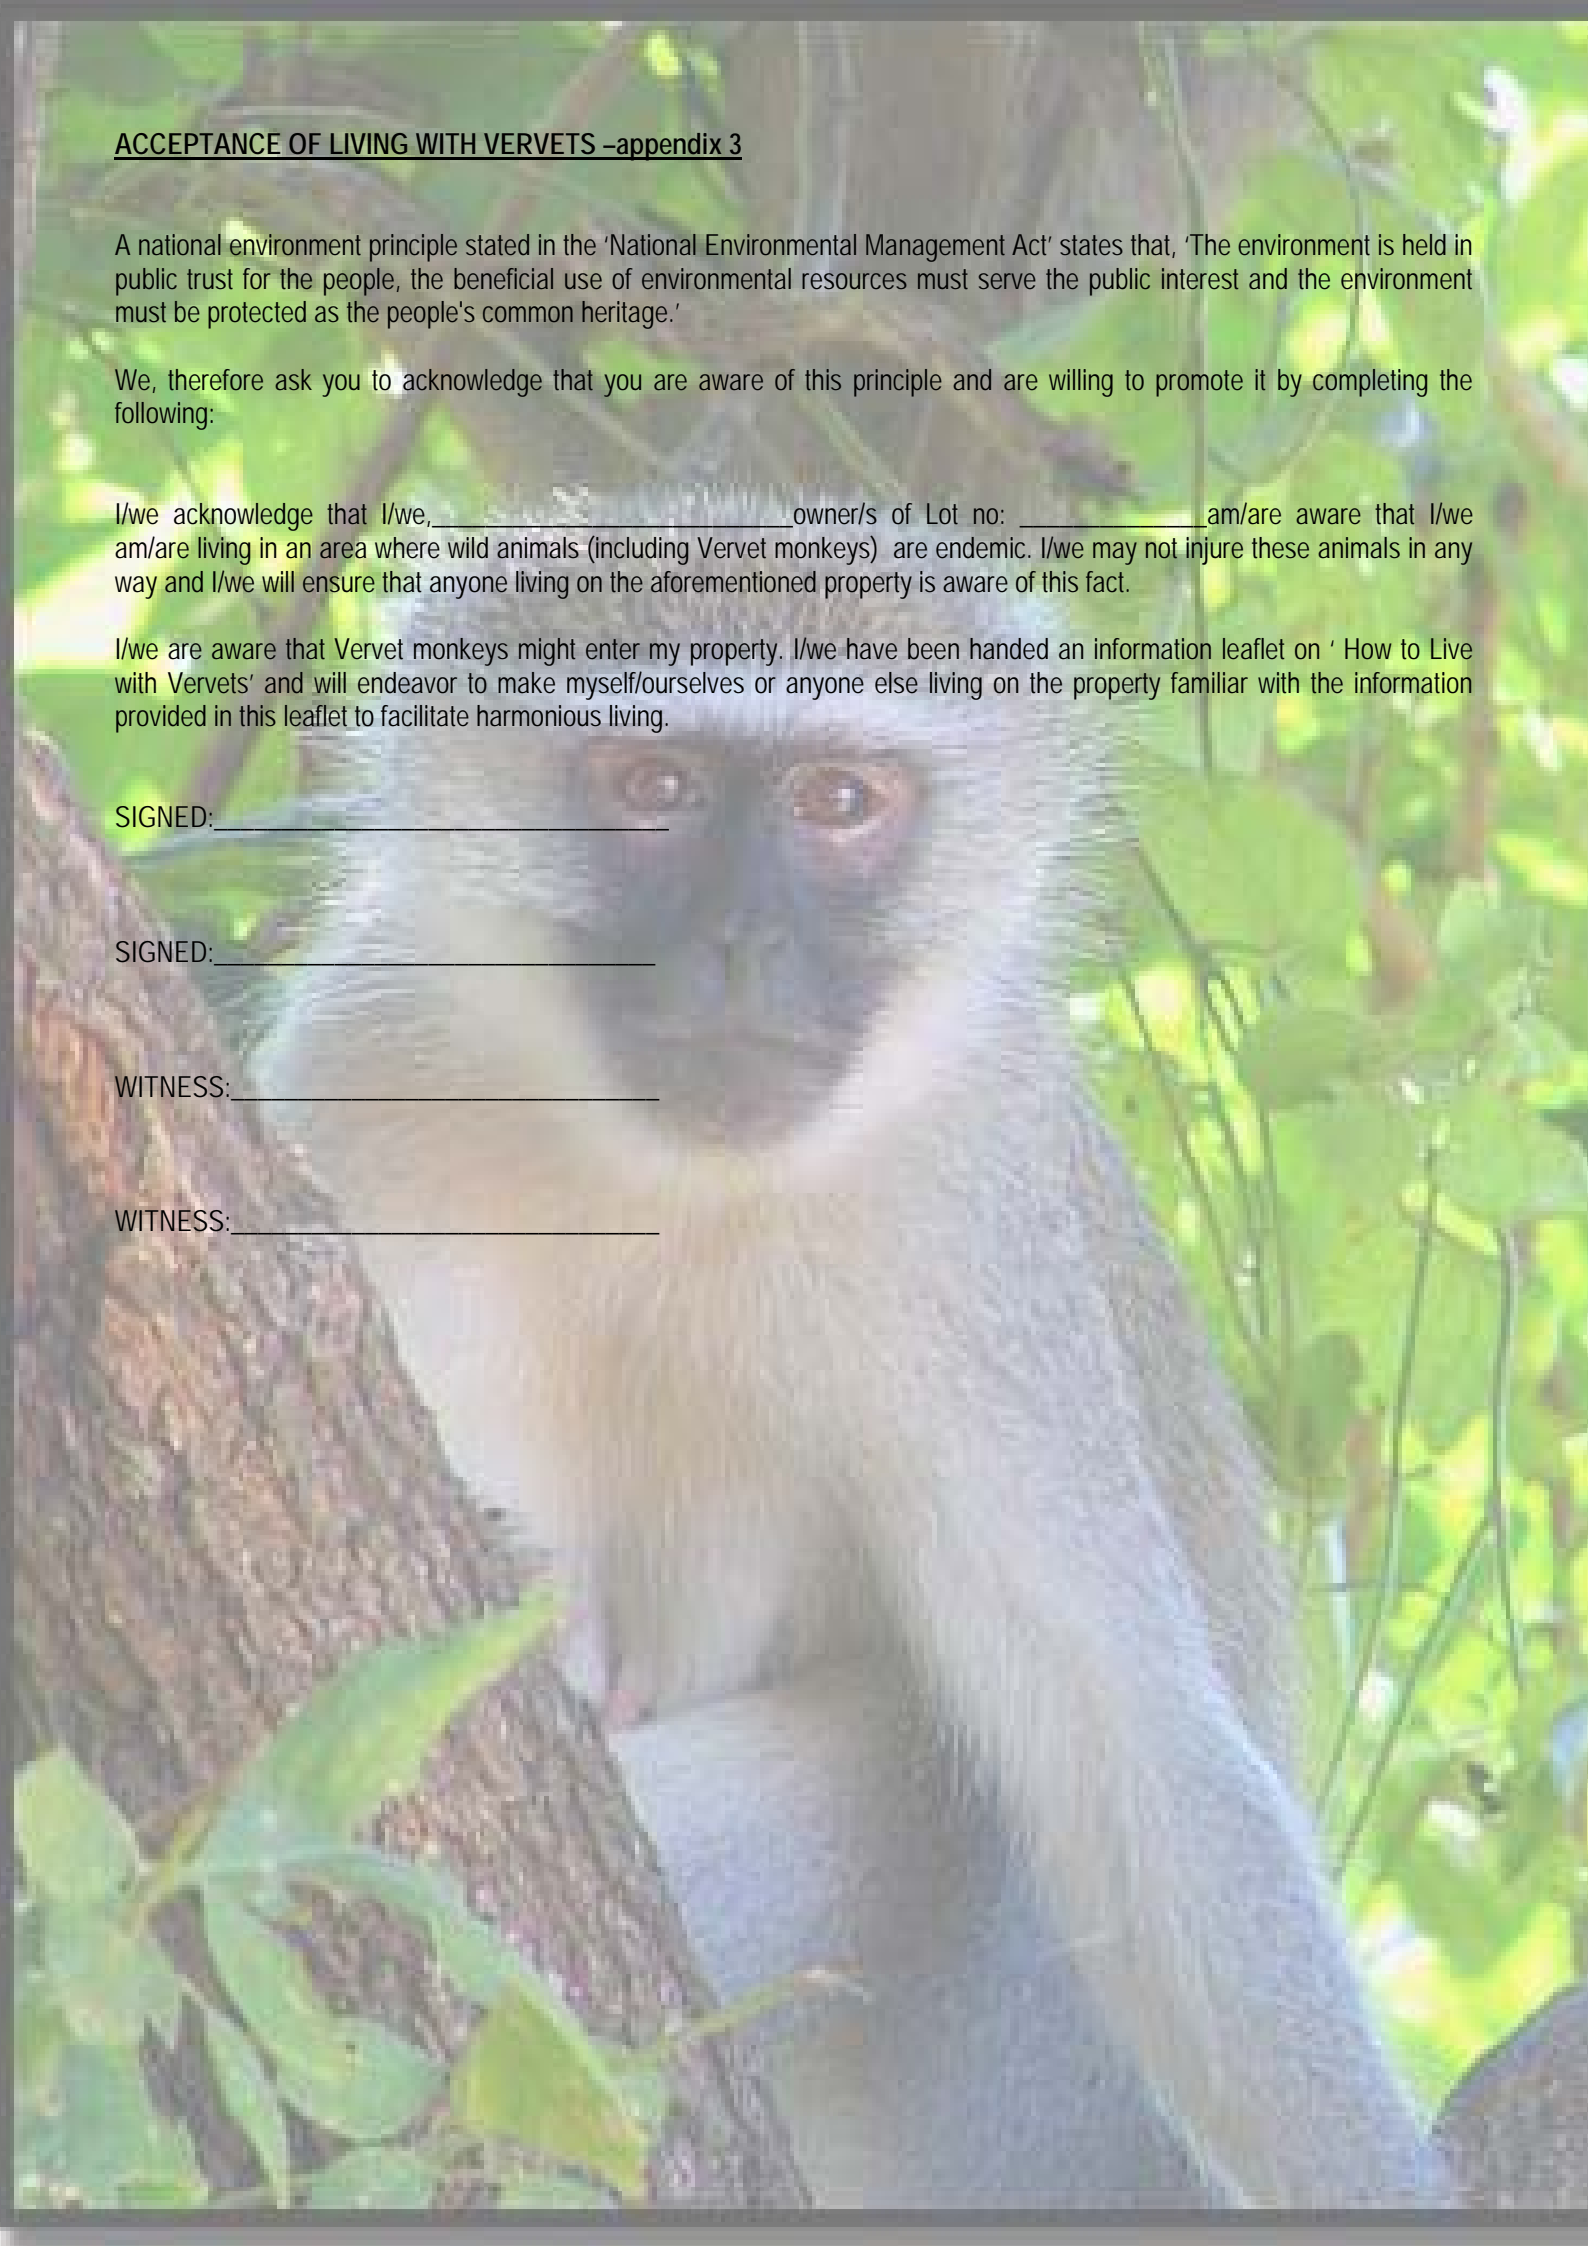 ACCEPTANCE OF LIVING WITH VERVETS –appendix 3
A national environment principle stated in the ‘National Environmental Management Act’ states that, ‘The environment is held in
public trust for the people, the beneficial use of environmental resources must serve the public interest and the environment
must be protected as the people's common heritage.’
We, therefore ask you to acknowledge that you are aware of this principle and are willing to promote it by completing the
following:
I/we acknowledge that I/we,___________________________owner/s of Lot no: ______________am/are aware that I/we
am/are living in an area where wild animals (including Vervet monkeys)  are endemic. I/we may not injure these animals in any
way and I/we will ensure that anyone living on the aforementioned property is aware of this fact.
I/we are aware that Vervet monkeys might enter my property. I/we have been handed an information leaflet on ‘ How to Live
with Vervets’ and will endeavor to make myself/ourselves or anyone else living on the property familiar with the information
provided in this leaflet to facilitate harmonious living.
SIGNED:__________________________________
SIGNED:_________________________________
WITNESS:________________________________
WITNESS:________________________________